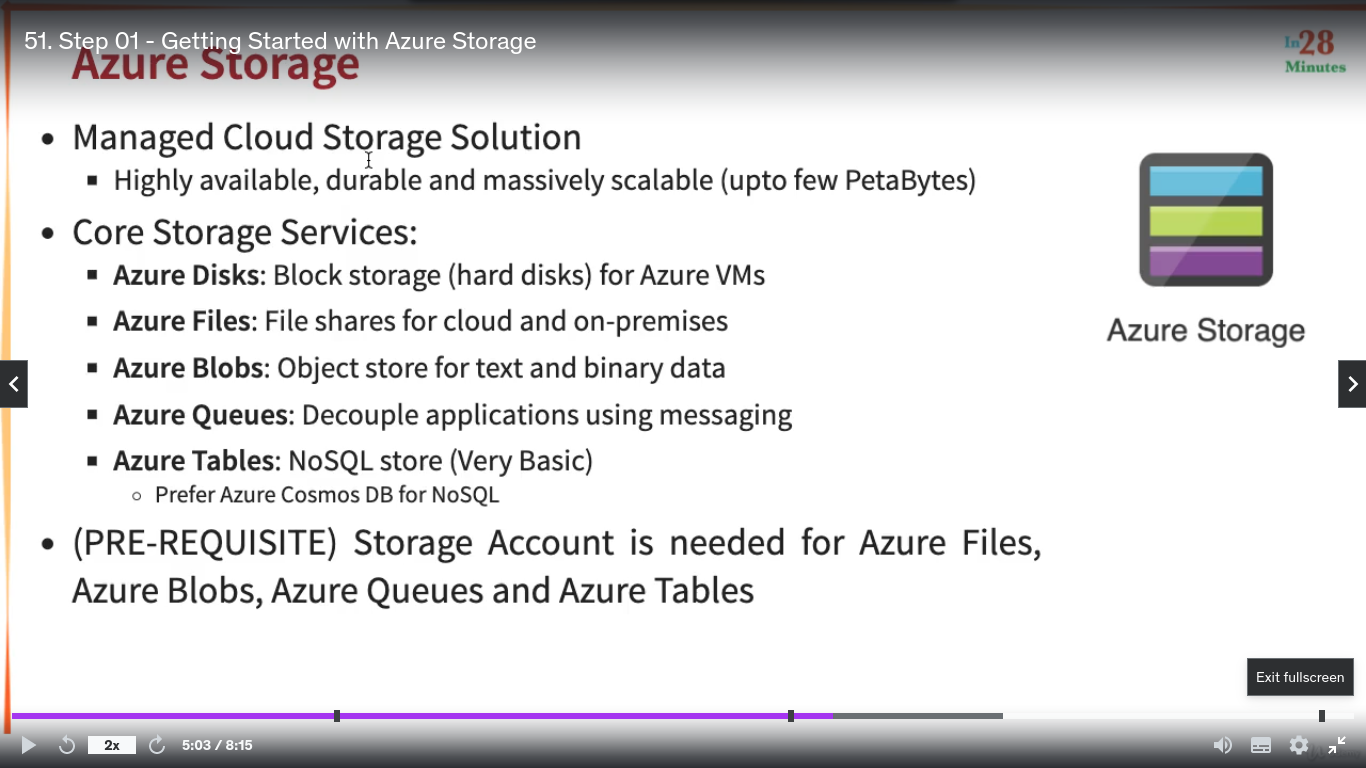 51. Step 01 - Getting Started with Azure Storage
Azure Storage
In28
Minutes
Managed Cloud Storage Solution
Highly available, durable and massively scalable (upto few PetaBytes)
Core Storage Services:
Azure Disks: Block storage (hard disks) for Azure VMs
Azure Files: File shares for cloud and on-premises
Azure Blobs: Object store for text and binary data
Azure Queues: Decouple applications using messaging
Azure Tables: NoSQL store (Very Basic)
Prefer Azure Cosmos DB for NoSQL
(PRE-REQUISITE) Storage Account is needed for Azure Files,
Azure Blobs, Azure Queues and Azure Tables
Azure Storage
Exit fullscreen
2x
5:03 / 8:15